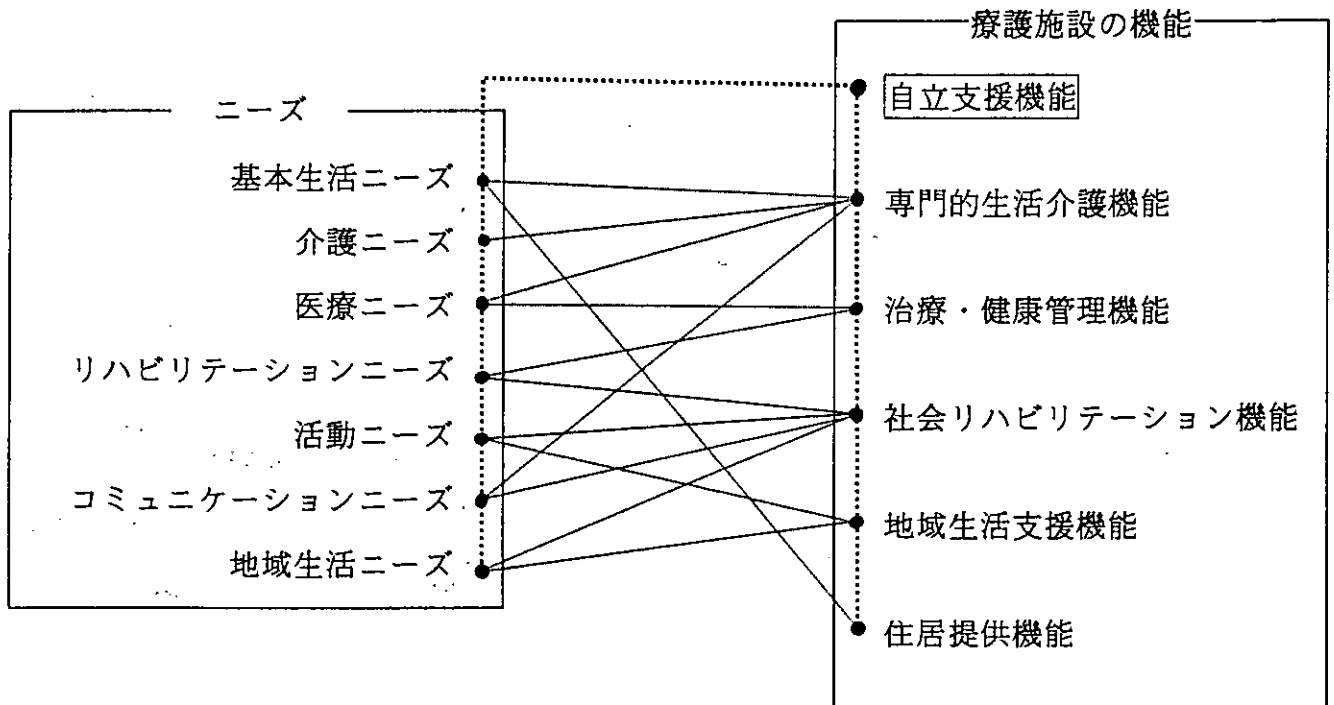 療護施設の機能
自立支援機能
ニーズ
基本生活ニーズ
専門的生活介護機能
介護ニーズ
医療ニーズ
治療・健康管理機能
リハビリテーションニーズ
社会リハビリテーション機能
活動ニーズ
コミュニケーションニーズ
地域生活支援機能
地域生活ニーズ
住居提供機能